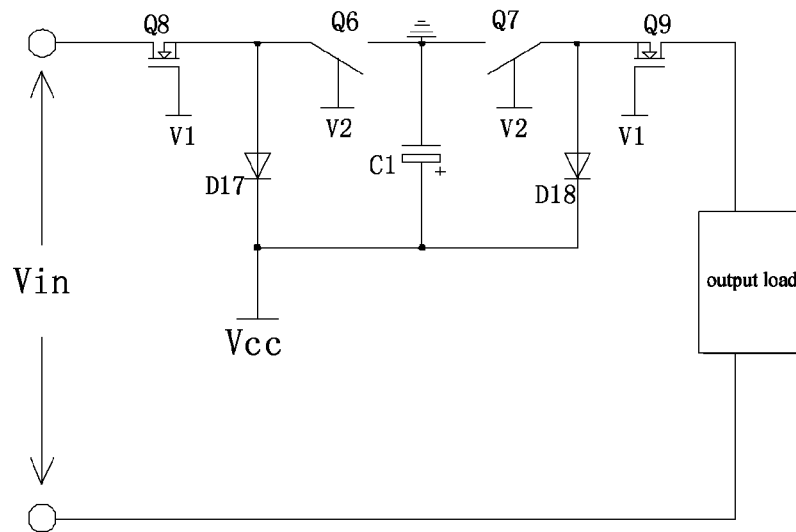 Q8
Q6
Q7
Q9
V1
V2
V2
V1
D17
C1
+
D18
Vin
output load
Vcc